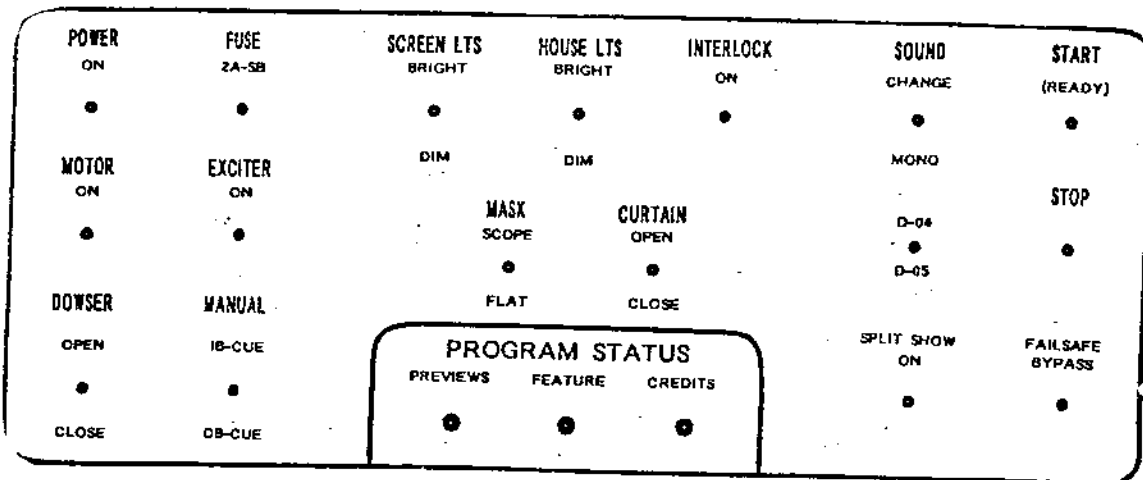 POWER
ON
FUSE
2A-SB
SCREEN LTS
BRIGHT
DIM
HOUSE LTS
BRIGHT
DIM
INTERLOCK
ON
SOUND
CHANGE
MONO
START
(READY)
MOTOR
ON
EXCITER
ON
MASK
SCOPE
FLAT
CURTAIN
OPEN
CLOSE
D-04
D-05
STOP
DOWSER
OPEN
CLOSE
MANUAL
IB-CUE
OB-CUE
PROGRAM STATUS
PREVIEWS
FEATURE
CREDITS
SPLIT SHOW
ON
FAILSAFE
BYPASS